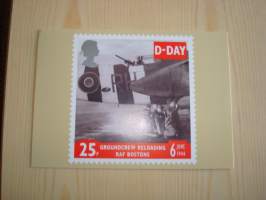 D-DAY
25P
GROUNDCREW RELOADING
RAF BOSTONS
6 JUNE
1944